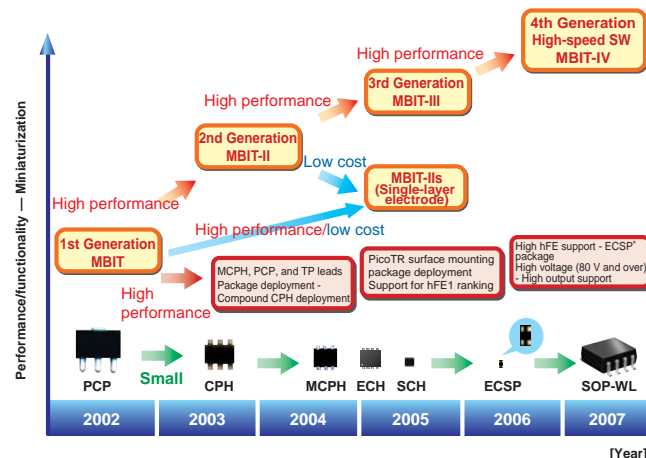 4th Generation
High-speed SW
MBIT-IV
High performance
3rd Generation
MBIT-III
High performance
2nd Generation
MBIT-II
Low cost
MBIT-IIs
(Single-layer
electrode)
High performance
High performance/low cost
1st Generation
MBIT
High performance
MCPH, PCP, and TP leads
Package deployment -
Compound CPH deployment
PicoTR surface mounting
package deployment
Support for hFE1 ranking
High hFE support - ECSP®
package
High voltage (80 V and over)
- High output support
Performance/functionality — Miniaturization
PCP
Small
CPH
MCPH
ECH
SCH
ECSP
SOP-WL
2002
2003
2004
2005
2006
2007
[Year]